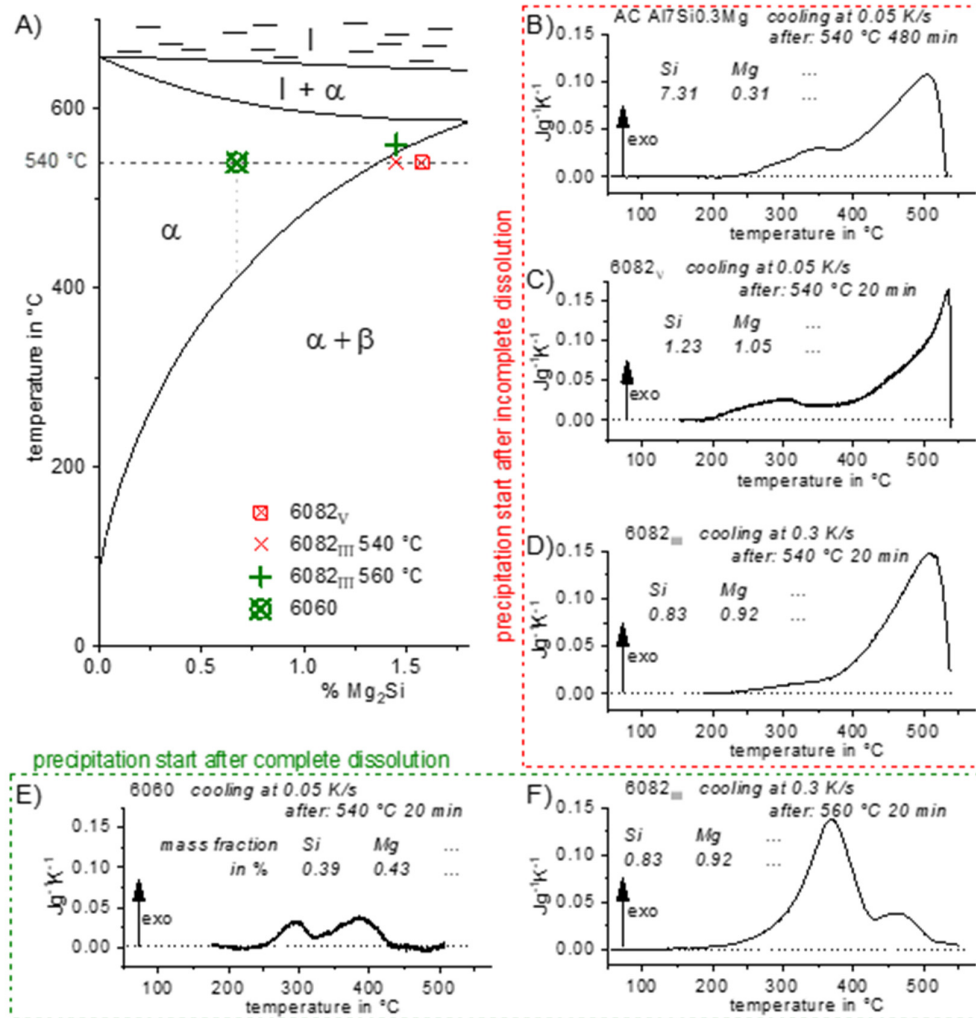 A)
l
l + α
600
540 °C
α
400
α + β
200
0
temperature in °C
6082V
6082III 540 °C
6082III 560 °C
6060
0.0
0.5
1.0
1.5
% Mg2Si
precipitation start after incomplete dissolution
B)
AC Al7Si0.3Mg cooling at 0.05 K/s
after: 540 °C 480 min
0.15
Si Mg ...
7.31 0.31 ...
0.10
0.05
0.00
Jg-1K-1
exo
100 200 300 400 500
temperature in °C
C)
6082V cooling at 0.05 K/s
after: 540 °C 20 min
0.15
Si Mg ...
1.23 1.05 ...
0.10
0.05
0.00
Jg-1K-1
exo
100 200 300 400 500
temperature in °C
D)
6082 cooling at 0.3 K/s
after: 540 °C 20 min
0.15
Si Mg ...
0.83 0.92 ...
0.10
0.05
0.00
Jg-1K-1
exo
100 200 300 400 500
temperature in °C
precipitation start after complete dissolution
E)
6060 cooling at 0.05 K/s
after: 540 °C 20 min
0.15
mass fraction Si Mg ...
in % 0.39 0.43 ...
0.10
0.05
0.00
Jg-1K-1
exo
100 200 300 400 500
temperature in °C
F)
6082 cooling at 0.3 K/s
after: 560 °C 20 min
0.15
Si Mg ...
0.83 0.92 ...
0.10
0.05
0.00
Jg-1K-1
exo
100 200 300 400 500
temperature in °C